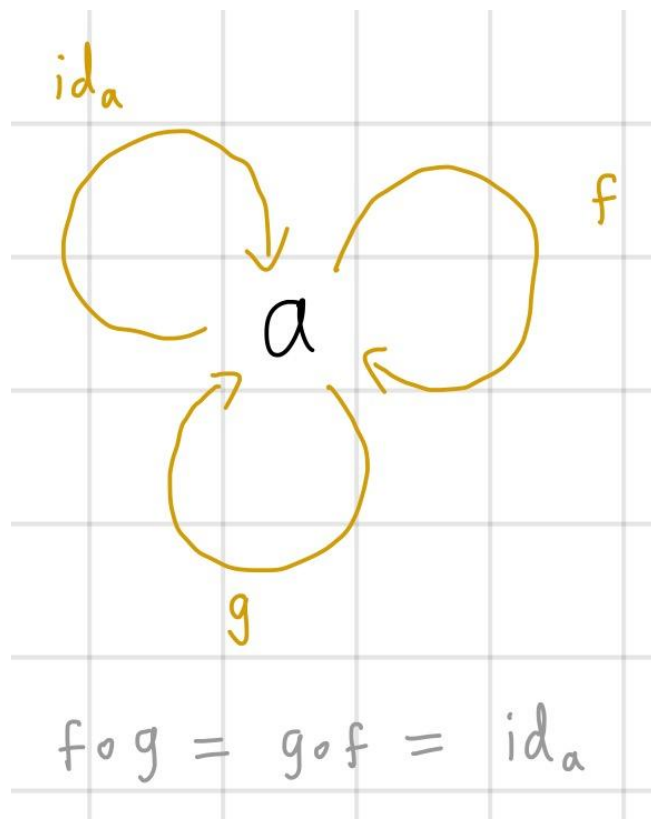 id_a
f
a
g
f∘g = g∘f = id_a